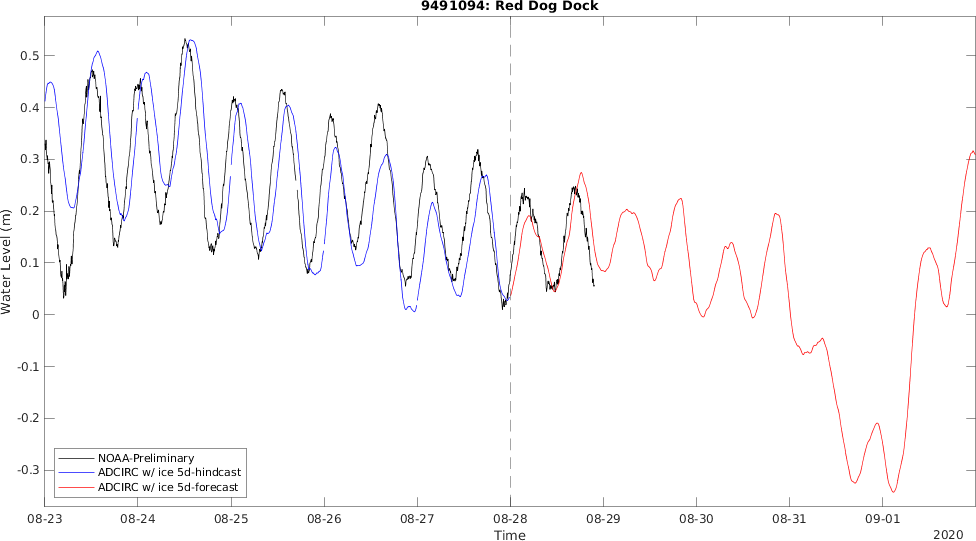 9491094: Red Dog Dock
Water Level (m)
0.5
0.4
0.3
0.2
0.1
0
-0.1
-0.2
-0.3
NOAA-Preliminary
ADCIRC w/ ice 5d-hindcast
ADCIRC w/ ice 5d-forecast
08-23 08-24 08-25 08-26 08-27 08-28 08-29 08-30 08-31 09-01
Time
2020